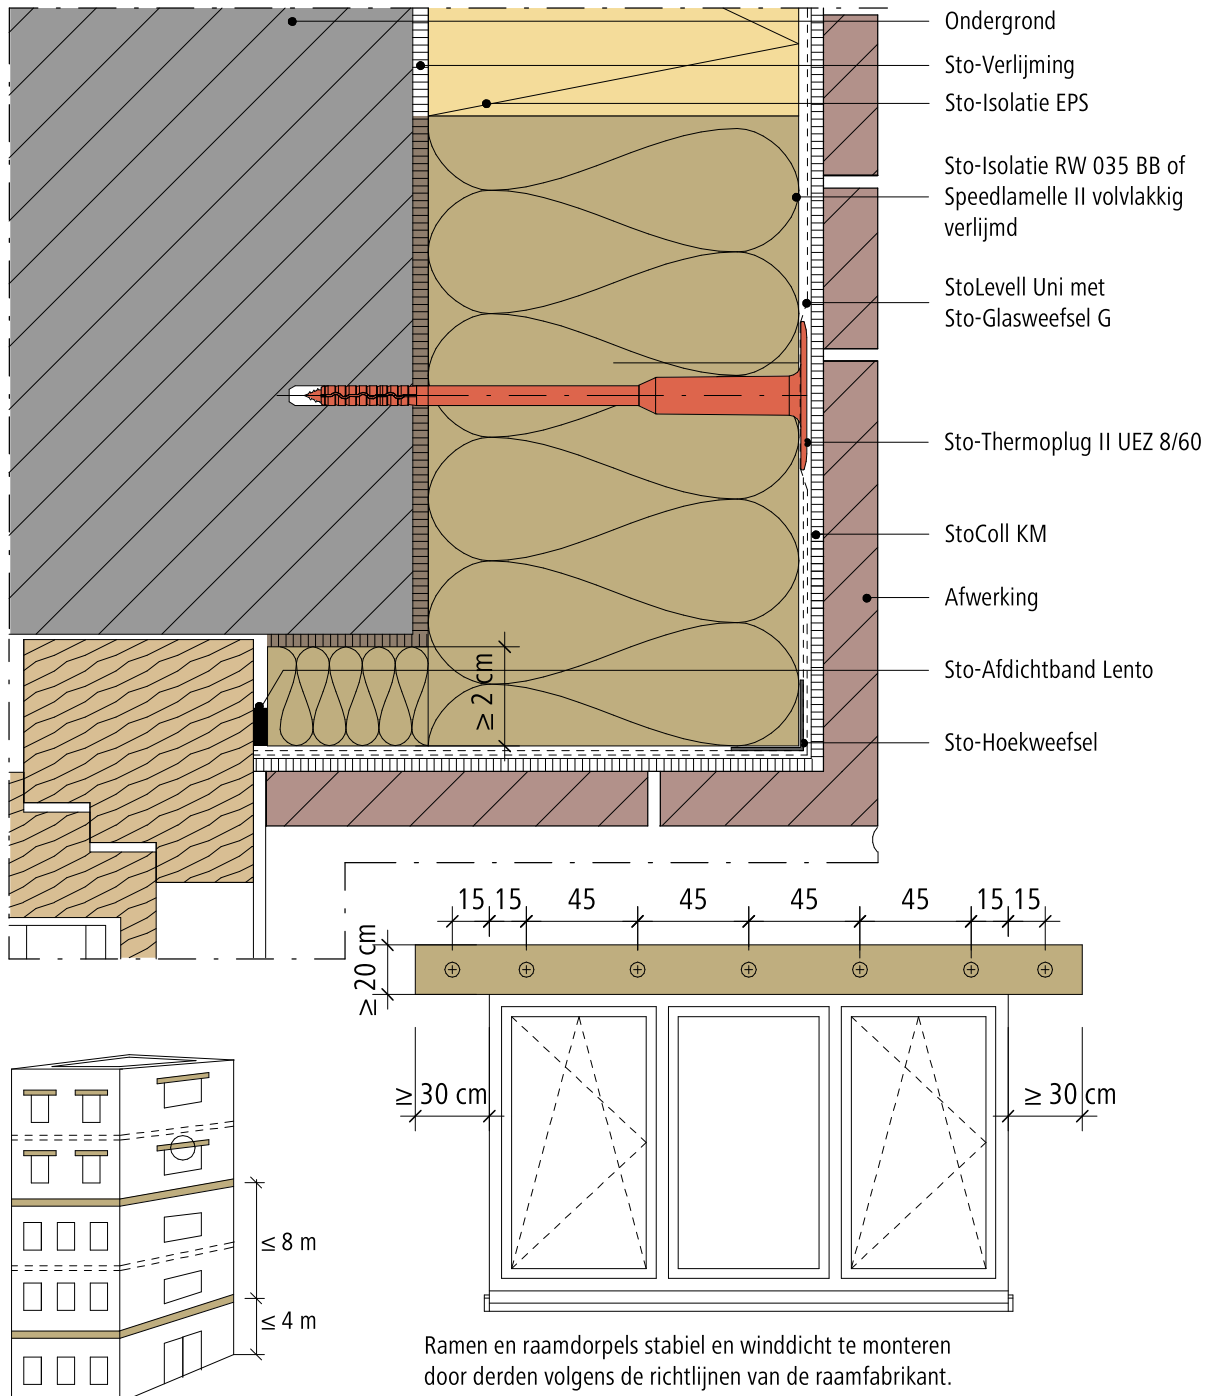 Ondergrond
Sto-Verlijming
Sto-Isolatie EPS
Sto-Isolatie RW 035 BB of
Speedlamelle II volvlakkig
verlijmd
StoLevell Uni met
Sto-Glasweefsel G
Sto-Thermoplug II UEZ 8/60
StoColl KM
Afwerking
Sto-Afdichtband Lento
≥ 2 cm
Sto-Hoekweefsel
15 15 45 45 45 45 15 15
≥ 20 cm
≥ 30 cm
≥ 30 cm
≤ 8 m
≤ 4 m
Ramen en raamdorpels stabiel en winddicht te monteren
door derden volgens de richtlijnen van de raamfabrikant.